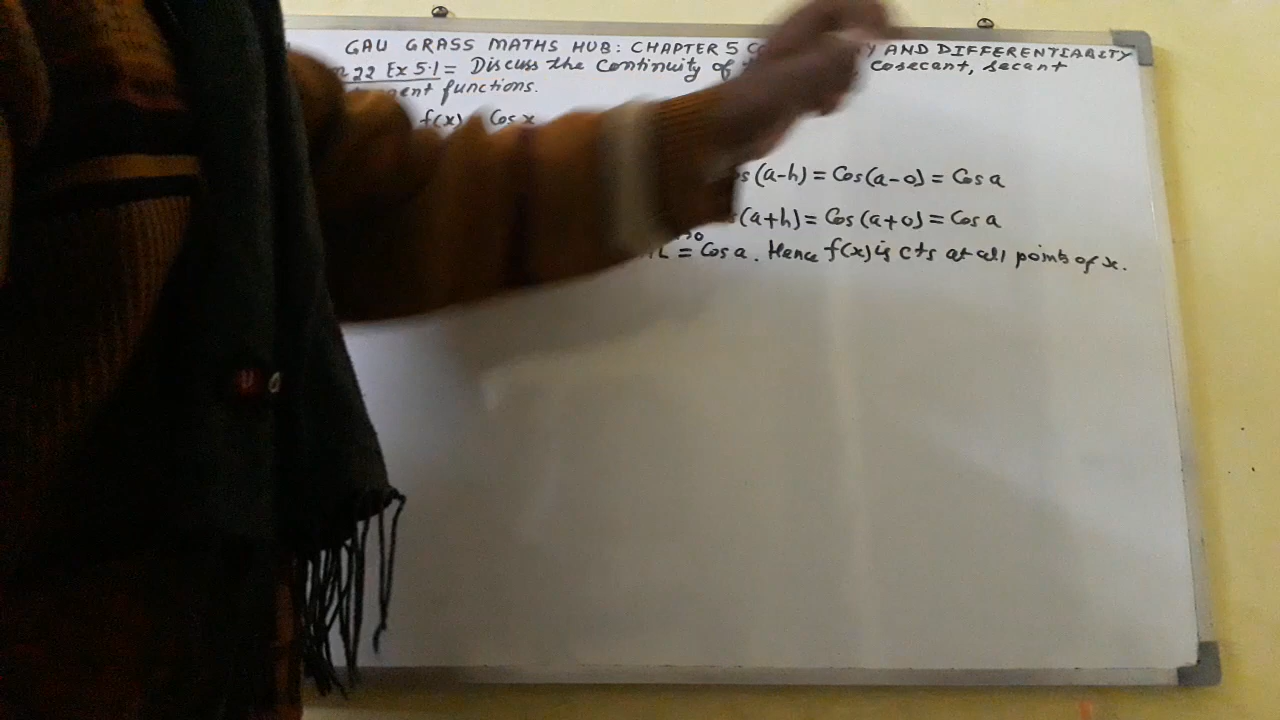 GAU GRASS MATHS HUB: CHAPTER 5 AND DIFFERENTIABLTY
22 Ex 5.1 = Discuss the Continuity of cosecant, secant
functions.
f(x) Cos x
(a-h) = Cos(a-0) = Cos a
(a+h) = Cos (a+0) = Cos a
= Cos a. Hence f(x) is cts at all points of x.